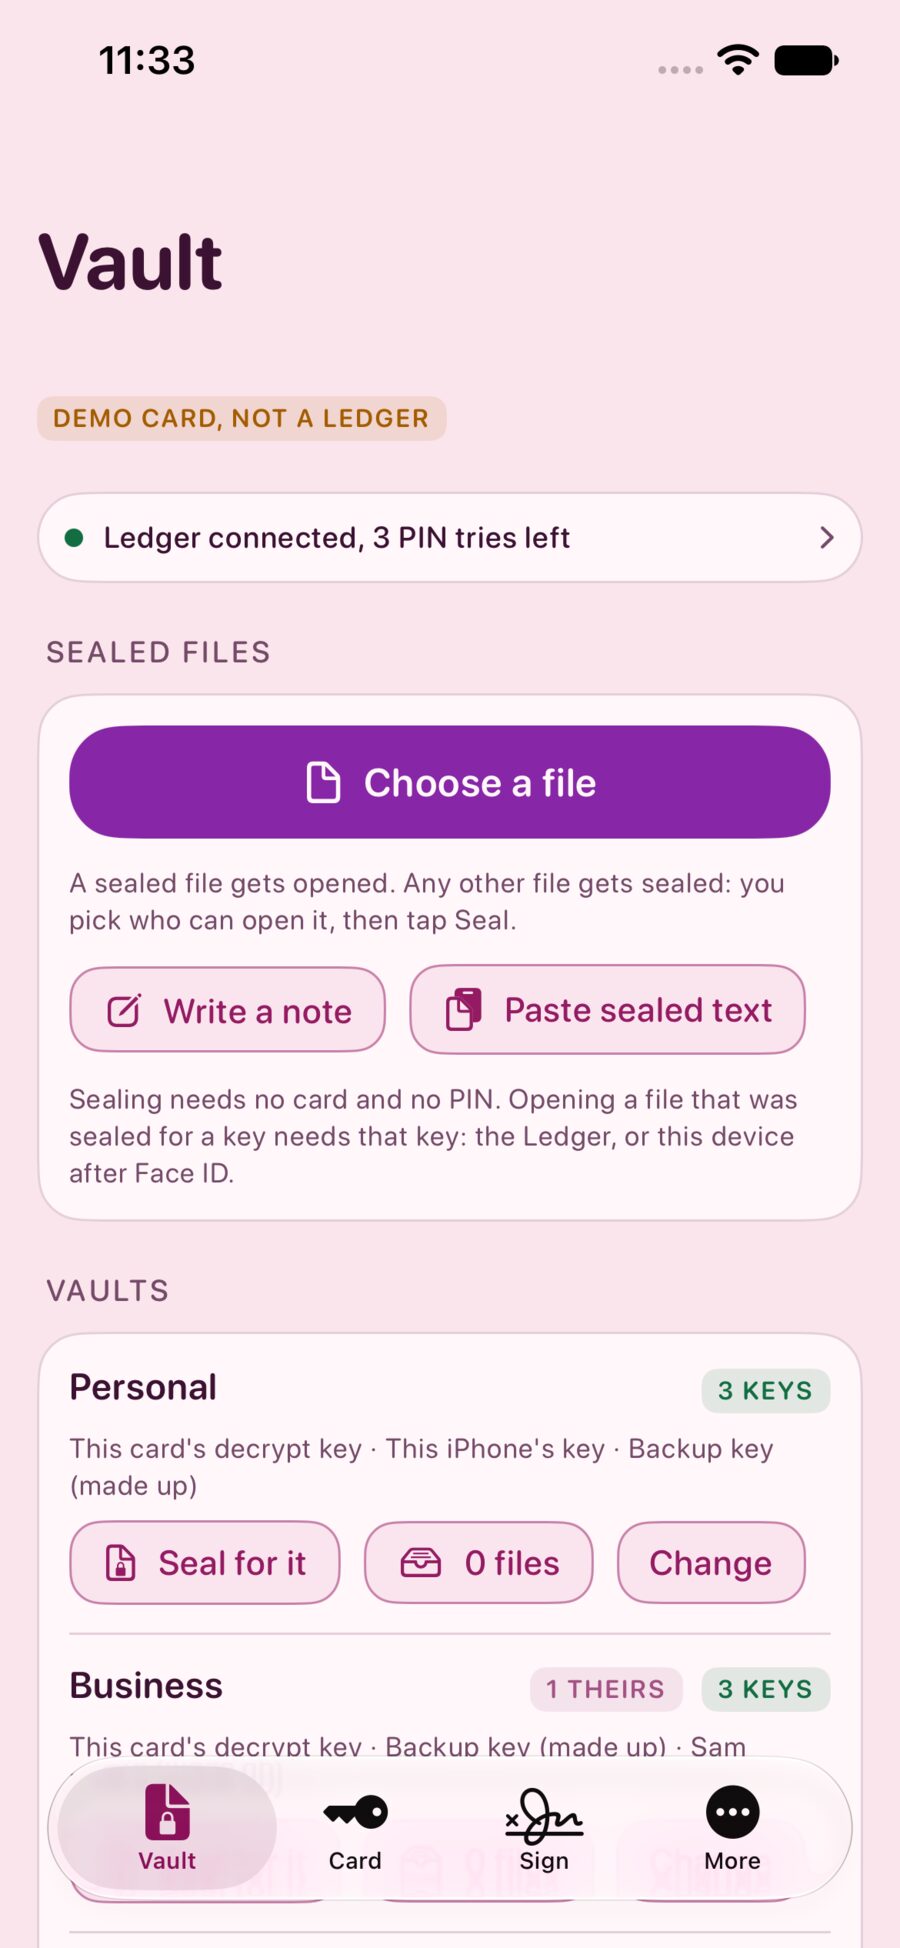 11:33
Vault
DEMO CARD, NOT A LEDGER
Ledger connected, 3 PIN tries left
SEALED FILES
Choose a file
A sealed file gets opened. Any other file gets sealed: you
pick who can open it, then tap Seal.
Write a note
Paste sealed text
Sealing needs no card and no PIN. Opening a file that was
sealed for a key needs that key: the Ledger, or this device
after Face ID.
VAULTS
Personal
3 KEYS
This card's decrypt key · This iPhone's key · Backup key
(made up)
Seal for it
0 files
Change
Business
1 THEIRS
3 KEYS
This card's decrypt key · Backup key (made up) · Sam
Vault
Card
Sign
More